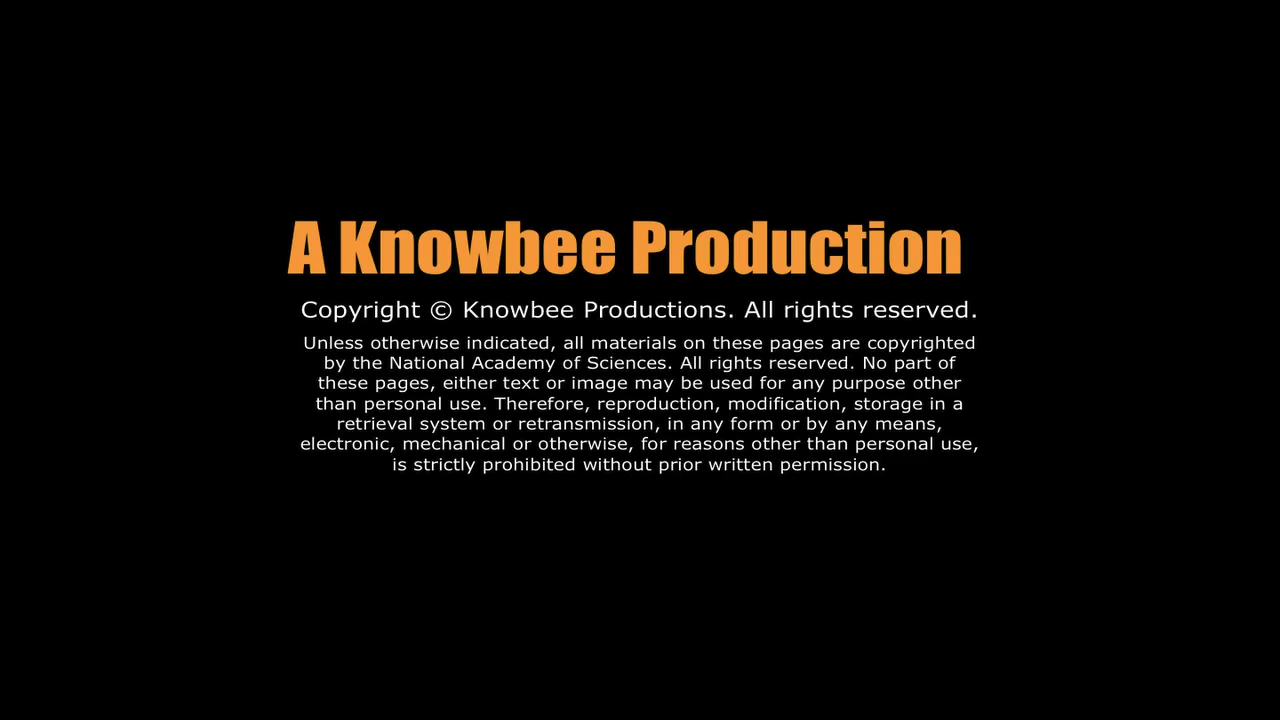 A Knowbee Production
Copyright © Knowbee Productions. All rights reserved.
Unless otherwise indicated, all materials on these pages are copyrighted
by the National Academy of Sciences. All rights reserved. No part of
these pages, either text or image may be used for any purpose other
than personal use. Therefore, reproduction, modification, storage in a
retrieval system or retransmission, in any form or by any means,
electronic, mechanical or otherwise, for reasons other than personal use,
is strictly prohibited without prior written permission.